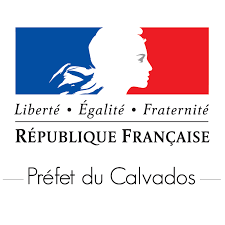 Liberté • Égalité • Fraternité
RÉPUBLIQUE FRANÇAISE
Préfet du Calvados